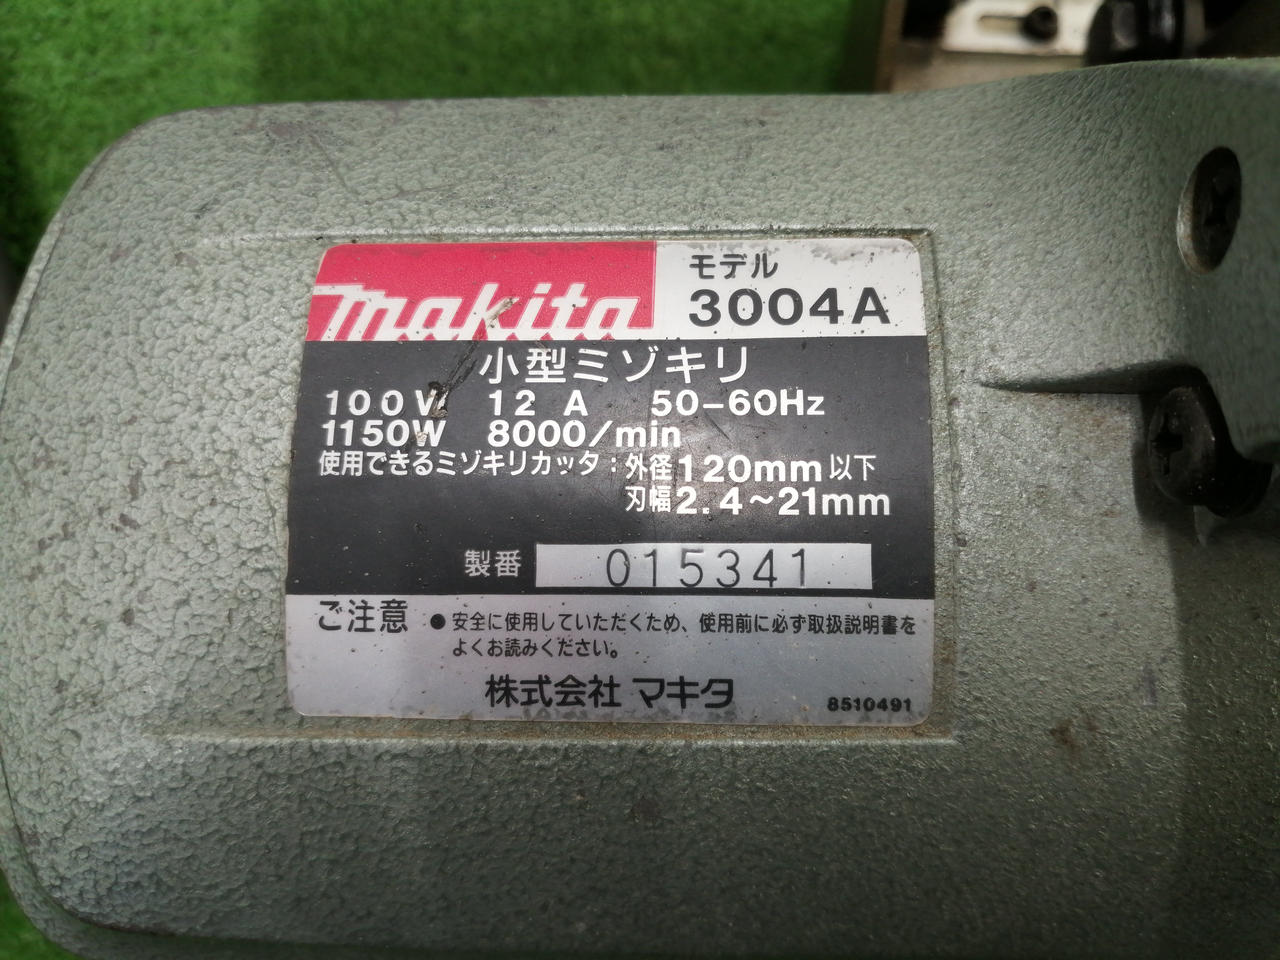 makita
モデル
3004A
小型ミゾキリ
100V 12 A 50-60Hz
1150W 8000/min
使用できるミゾキリカッタ：外径120mm以下
刃幅2.4～21mm
製番 015341
ご注意 ●安全に使用していただくため、使用前に必ず取扱説明書を
よくお読みください。
株式会社 マキタ
8510491